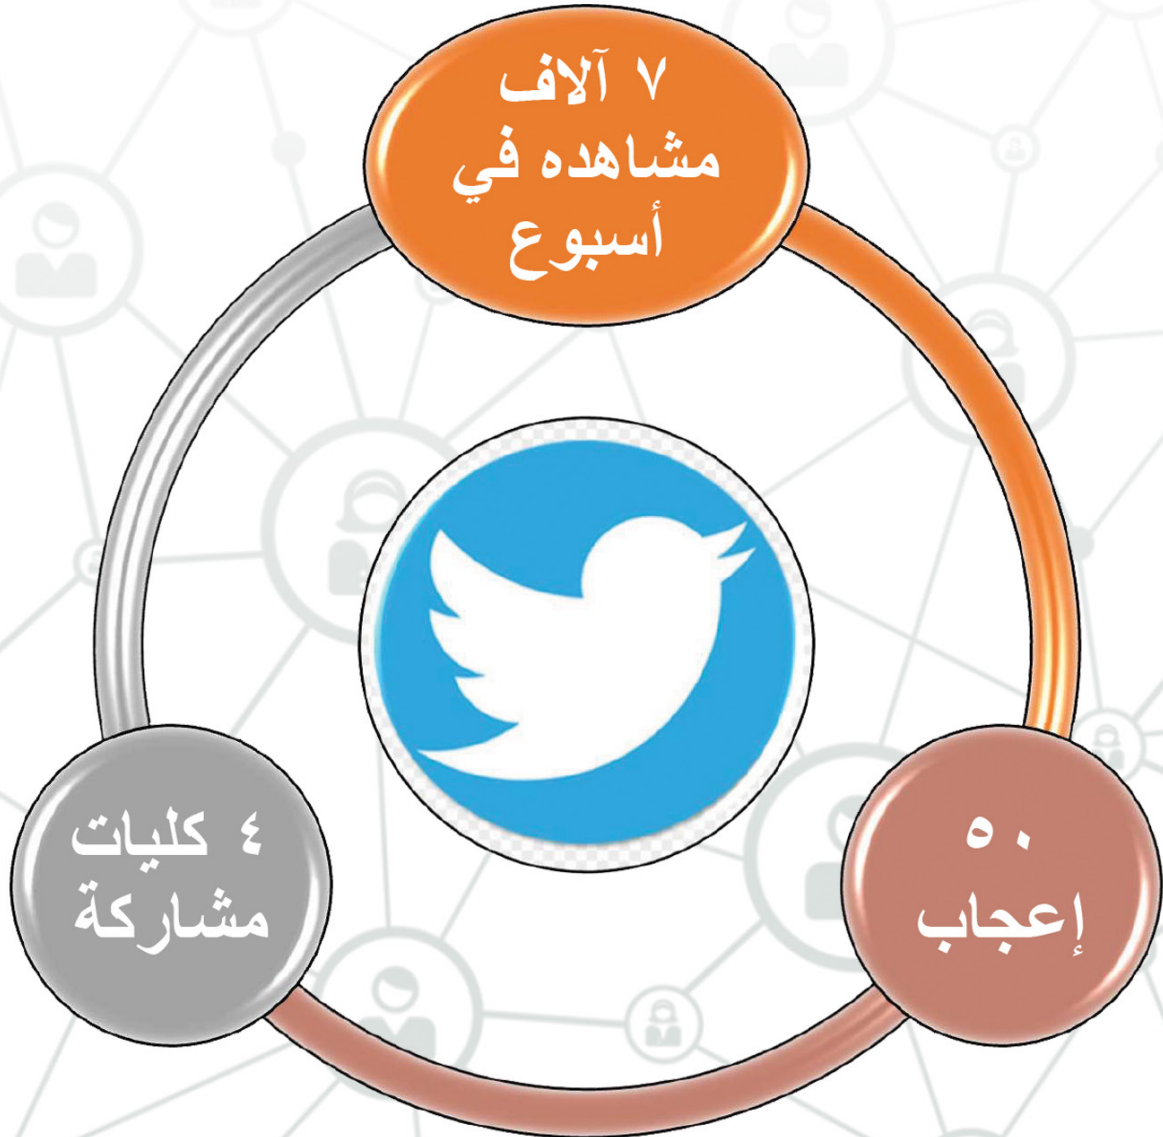 ٧ آلاف
مشاهده في
أسبوع
٥٠
إعجاب
٤ كليات
مشاركة